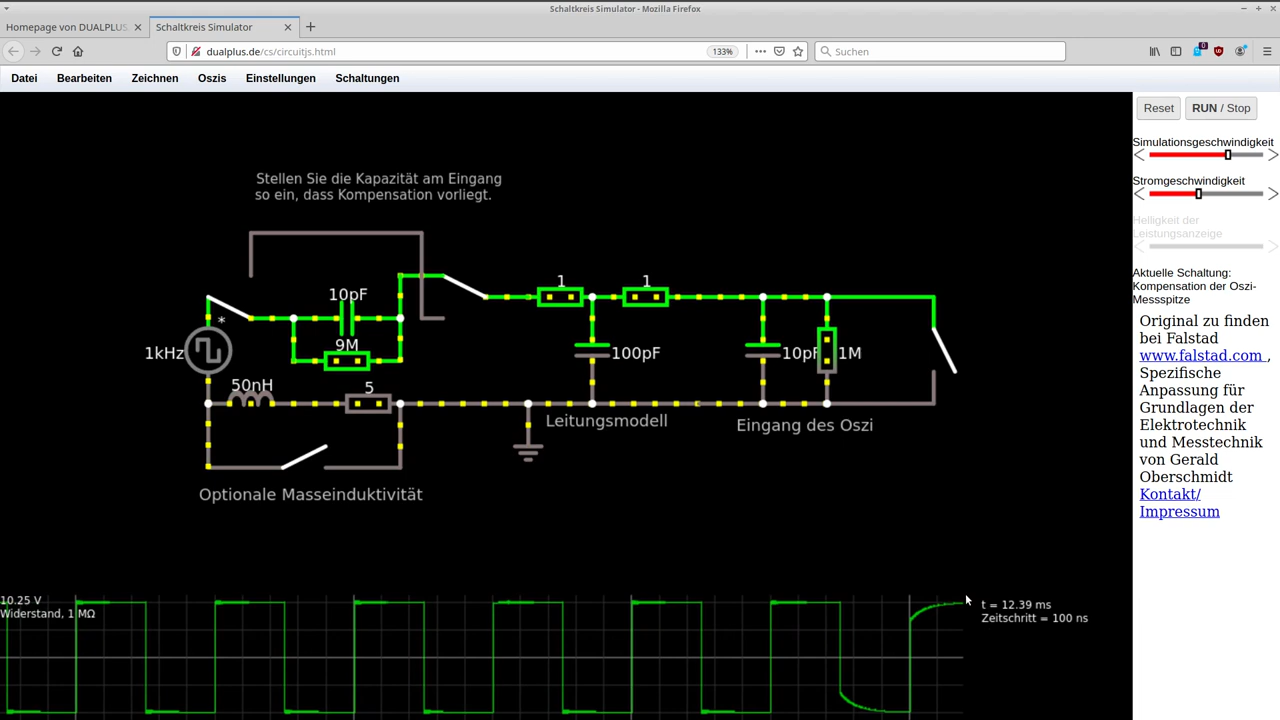 Schaltkreis Simulator - Mozilla Firefox
Homepage von DUALPLUS.
Schaltkreis Simulator
dualplus.de/cs/circuitjs.html
133%
Suchen
Datei Bearbeiten Zeichnen Oszis Einstellungen Schaltungen
Reset
RUN / Stop
Simulationsgeschwindigkeit
Stromgeschwindigkeit
Helligkeit der
Leistungsanzeige
Aktuelle Schaltung:
Kompensation der Oszi-
Messspitze
Original zu finden
bei Falstad
www.falstad.com ,
Spezifische
Anpassung für
Grundlagen der
Elektrotechnik
und Messtechnik
von Gerald
Oberschmidt
Kontakt/
Impressum
Stellen Sie die Kapazität am Eingang
so ein, dass Kompensation vorliegt.
10pF
1
1
*
1kHz
9M
100pF
10pF
1M
50nH
5
Leitungsmodell
Eingang des Oszi
Optionale Masseinduktivität
10.25 V
Widerstand, 1 MΩ
t = 12.39 ms
Zeitschritt = 100 ns